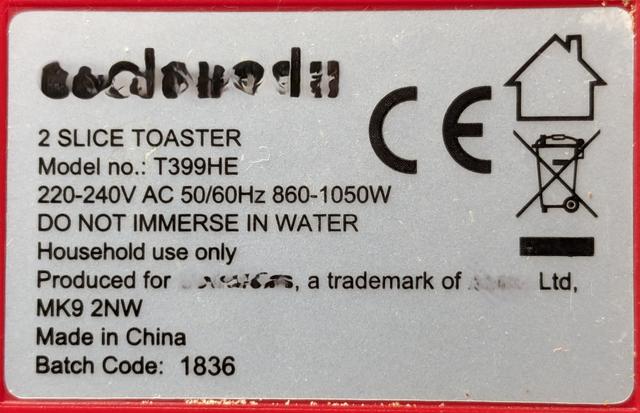 2 SLICE TOASTER
Model no.: T399HE
220-240V AC 50/60Hz 860-1050W
DO NOT IMMERSE IN WATER
Household use only
Produced for , a trademark of Ltd,
MK9 2NW
Made in China
Batch Code: 1836
CE